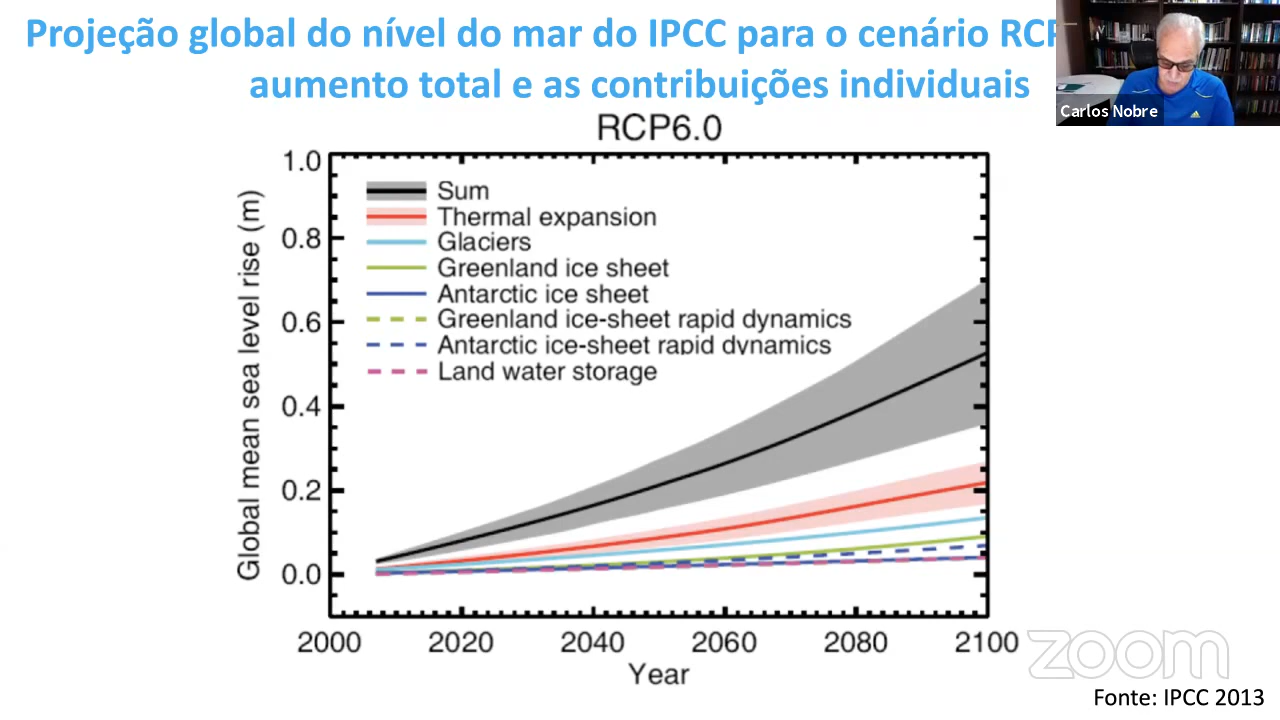 Projeção global do nível do mar do IPCC para o cenário
aumento total e as contribuições individuais
Carlos Nobre
RCP6.0
Global mean sea level rise (m)
1.0
0.8
0.6
0.4
0.2
0.0
Sum
Thermal expansion
Glaciers
Greenland ice sheet
Antarctic ice sheet
Greenland ice-sheet rapid dynamics
Antarctic ice-sheet rapid dynamics
Land water storage
2000 2020 2040 2060 2080 2100
Year
zoom
Fonte: IPCC 2013